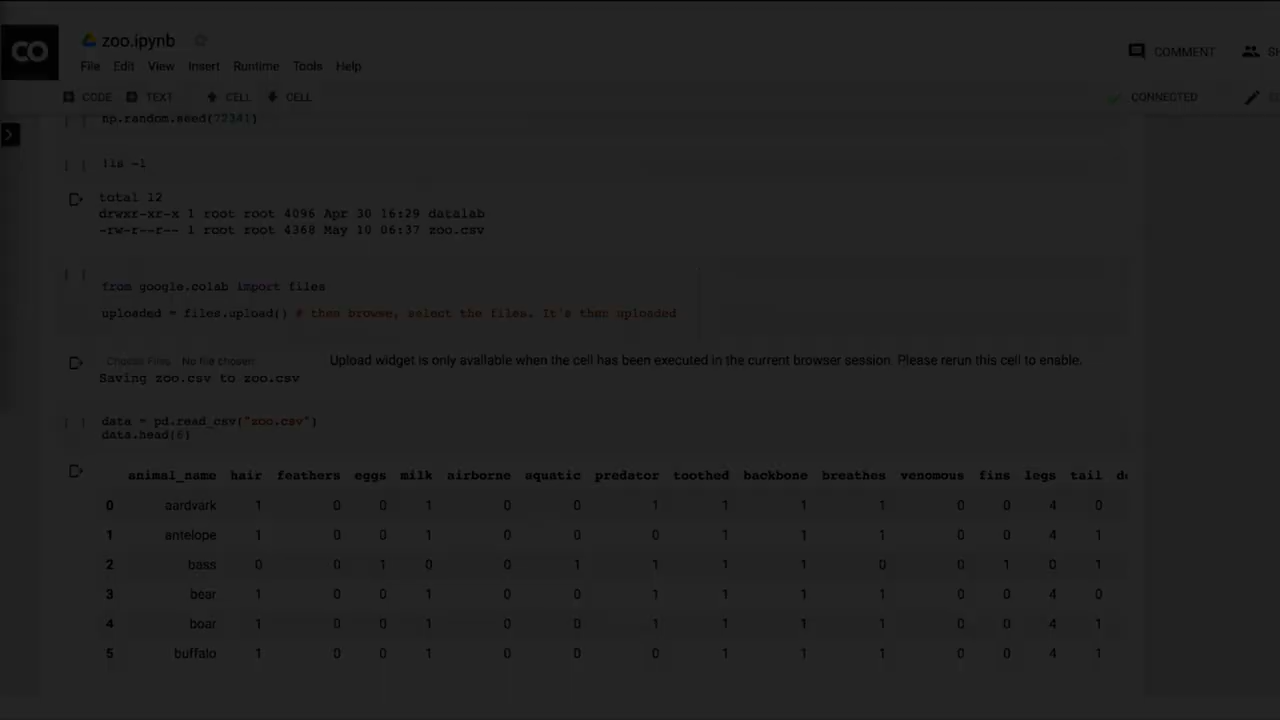 CO
zoo.ipynb
File Edit View Insert Runtime Tools Help
COMMENT
CODE TEXT CELL CELL
CONNECTED
np.random.seed(72341)
[ ] !ls -l
total 12
drwxr-xr-x 1 root root 4096 Apr 30 16:29 datalab
-rw-r--r-- 1 root root 4368 May 10 06:37 zoo.csv
[ ]
from google.colab import files
uploaded = files.upload() # then browse, select the files. It's then uploaded
Choose Files No file chosen Upload widget is only available when the cell has been executed in the current browser session. Please rerun this cell to enable.
Saving zoo.csv to zoo.csv
[ ] data = pd.read_csv("zoo.csv")
data.head(6)
animal_name hair feathers eggs milk airborne aquatic predator toothed backbone breathes venomous fins legs tail
0 aardvark 1 0 0 1 0 0 1 1 1 1 0 0 4 0
1 antelope 1 0 0 1 0 0 0 1 1 1 0 0 4 1
2 bass 0 0 1 0 0 1 1 1 1 0 0 1 0 1
3 bear 1 0 0 1 0 0 1 1 1 1 0 0 4 0
4 boar 1 0 0 1 0 0 1 1 1 1 0 0 4 1
5 buffalo 1 0 0 1 0 0 0 1 1 1 0 0 4 1